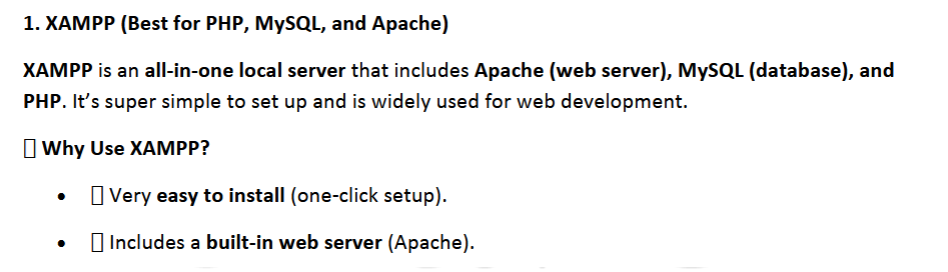 1. XAMPP (Best for PHP, MySQL, and Apache)
XAMPP is an all-in-one local server that includes Apache (web server), MySQL (database), and
PHP. It’s super simple to set up and is widely used for web development.
▯ Why Use XAMPP?
• ▯ Very easy to install (one-click setup).
• ▯ Includes a built-in web server (Apache).